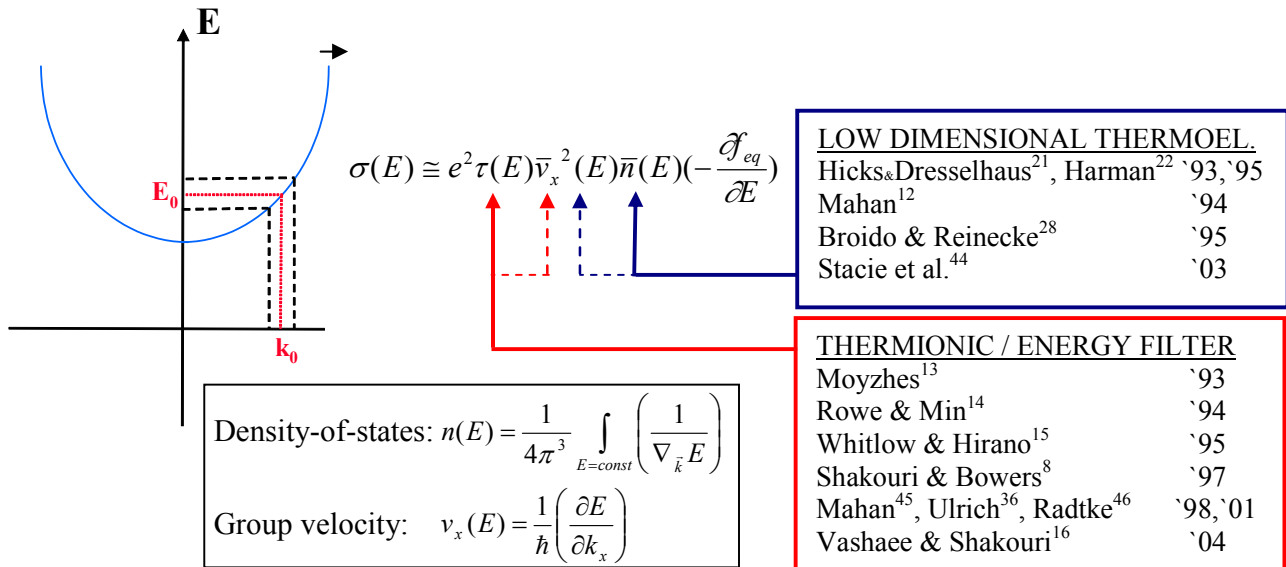 E
E₀
k₀
σ(E) ≅ e²τ(E)v̅ₓ²(E)n̅(E)(−∂f_eq/∂E)
LOW DIMENSIONAL THERMOEL.
Hicks&Dresselhaus²¹, Harman²² `93,`95
Mahan¹² `94
Broido & Reinecke²⁸ `95
Stacie et al.⁴⁴ `03
THERMIONIC / ENERGY FILTER
Moyzhes¹³ `93
Rowe & Min¹⁴ `94
Whitlow & Hirano¹⁵ `95
Shakouri & Bowers⁸ `97
Mahan⁴⁵, Ulrich³⁶, Radtke⁴⁶ `98,`01
Vashaee & Shakouri¹⁶ `04
Density-of-states: n(E) = 1/4π³ ∫_{E=const} (1/∇_k⃗ E)
Group velocity: vₓ(E) = 1/ℏ (∂E/∂kₓ)